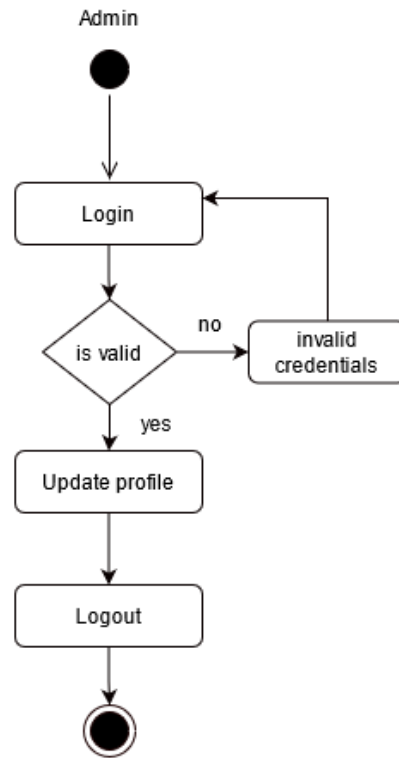 Admin
Login
is valid
no
invalid
credentials
yes
Update profile
Logout